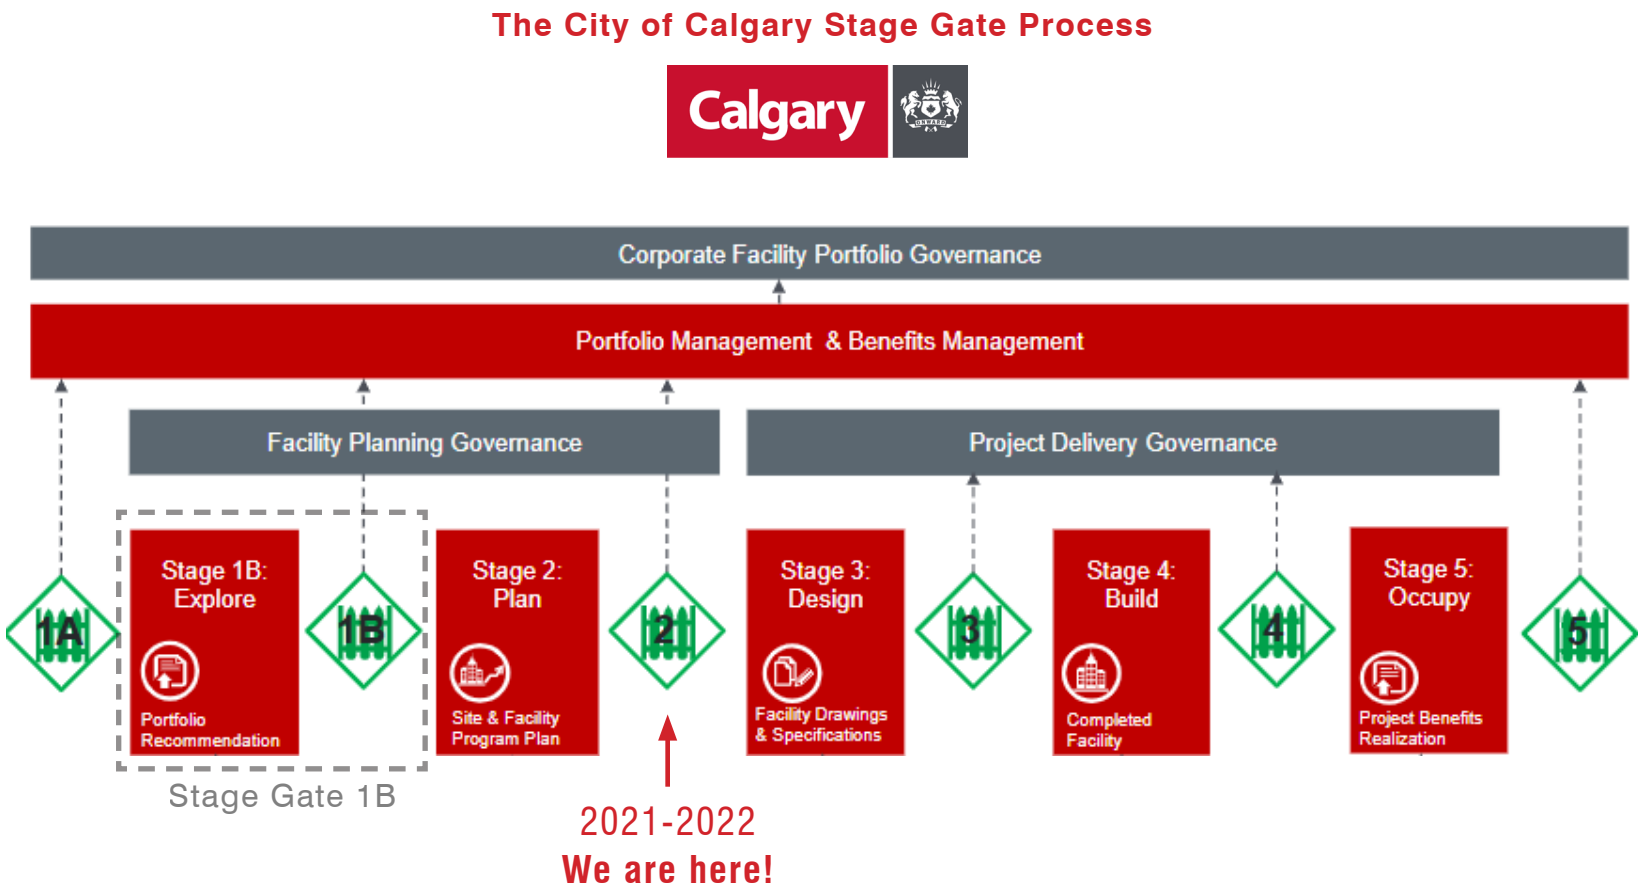 The City of Calgary Stage Gate Process
Calgary
ONWARD
Corporate Facility Portfolio Governance
Portfolio Management & Benefits Management
Facility Planning Governance
Project Delivery Governance
1A
Stage 1B:
Explore
Portfolio
Recommendation
1B
Stage 2:
Plan
Site & Facility
Program Plan
2
Stage 3:
Design
Facility Drawings
& Specifications
3
Stage 4:
Build
Completed
Facility
4
Stage 5:
Occupy
Project Benefits
Realization
5
Stage Gate 1B
2021-2022
We are here!